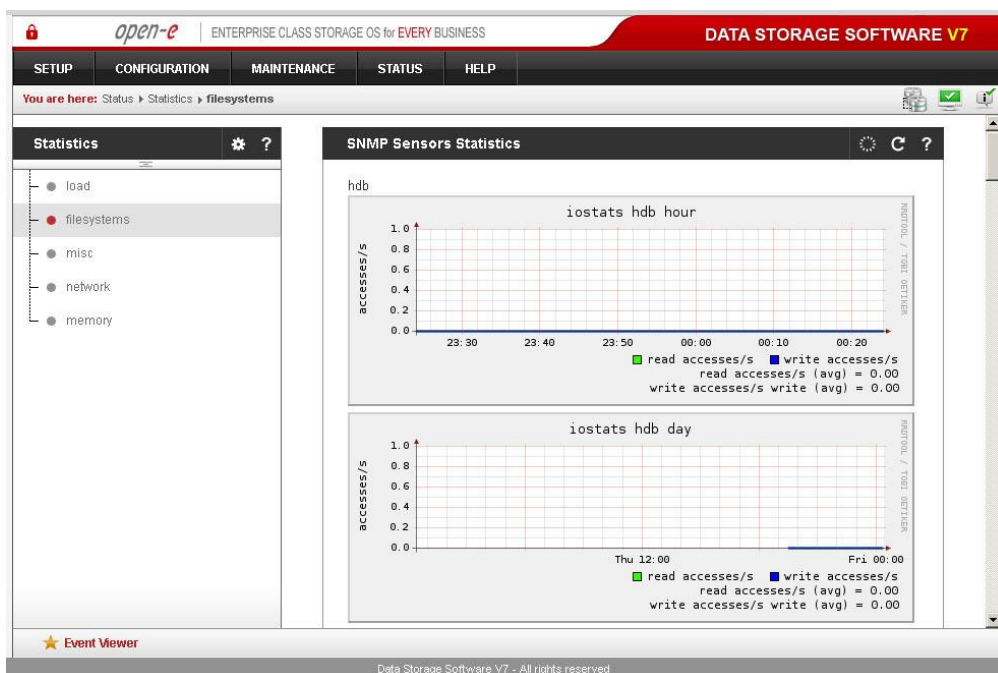 open-e ENTERPRISE CLASS STORAGE OS for EVERY BUSINESS DATA STORAGE SOFTWARE V7
SETUP CONFIGURATION MAINTENANCE STATUS HELP
You are here: Status Statistics filesystems
Statistics ?
load
filesystems
misc
network
memory
SNMP Sensors Statistics ?
hdb
iostats hdb hour
RRDTOOL / TOBI OETIKER
accesses/s
1.0
0.8
0.6
0.4
0.2
0.0
23:30 23:40 23:50 00:00 00:10 00:20
read accesses/s write accesses/s
read accesses/s (avg) = 0.00
write accesses/s write (avg) = 0.00
iostats hdb day
RRDTOOL / TOBI OETIKER
accesses/s
1.0
0.8
0.6
0.4
0.2
0.0
Thu 12:00 Fri 00:00
read accesses/s write accesses/s
read accesses/s (avg) = 0.00
write accesses/s write (avg) = 0.00
Event Viewer
Data Storage Software V7 - All rights reserved